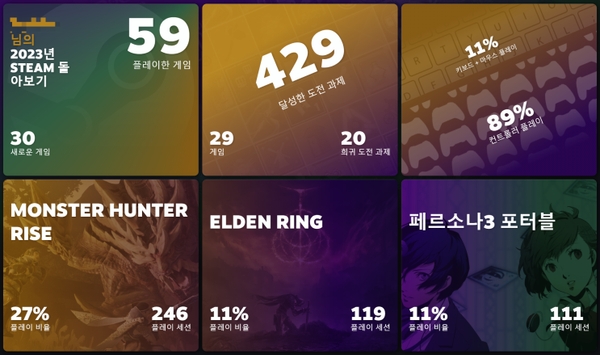 님의
2023년
STEAM 돌
아보기
59
플레이한 게임
30
새로운 게임
429
달성한 도전 과제
29
게임
20
희귀 도전 과제
11%
키보드 + 마우스 플레이
89%
컨트롤러 플레이
MONSTER HUNTER
RISE
27%
플레이 비율
246
플레이 세션
ELDEN RING
11%
플레이 비율
119
플레이 세션
페르소나3 포터블
11%
플레이 비율
111
플레이 세션